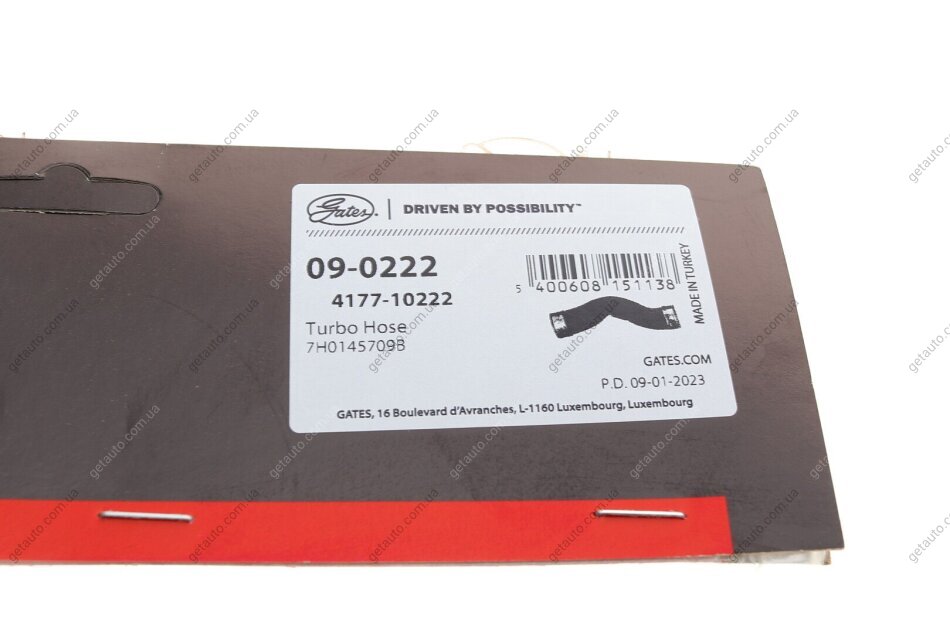 Gates. | DRIVEN BY POSSIBILITY™
09-0222
4177-10222
Turbo Hose
7H0145709B
5 400608 151138
MADE IN TURKEY
GATES.COM
P.D. 09-01-2023
GATES, 16 Boulevard d'Avranches, L-1160 Luxembourg, Luxembourg
getauto.com.ua